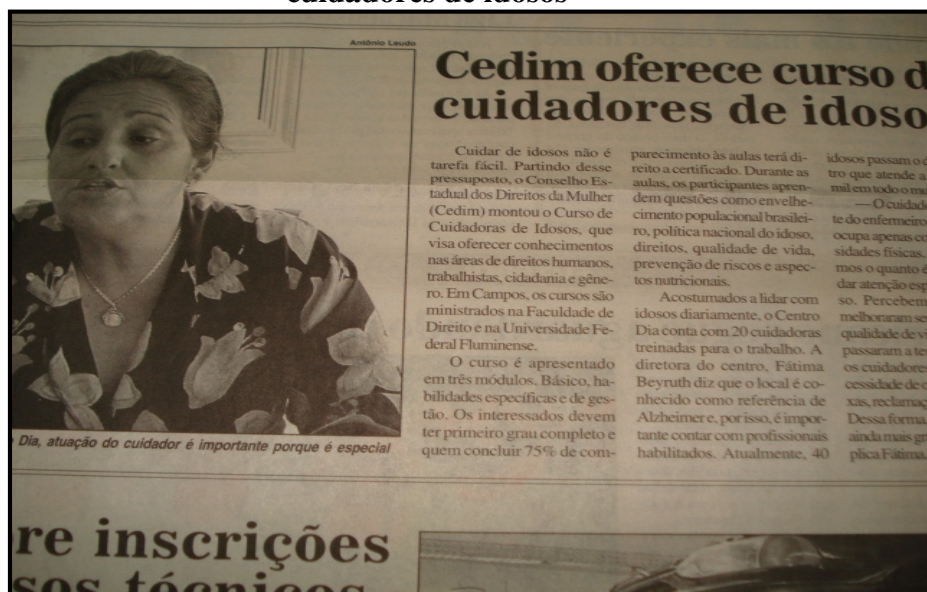 cuidadores de idosos
Antônio Leudo
Cedim oferece curso d
cuidadores de idoso
Cuidar de idosos não é
tarefa fácil. Partindo desse
pressuposto, o Conselho Es-
tadual dos Direitos da Mulher
(Cedim) montou o Curso de
Cuidadoras de Idosos, que
visa oferecer conhecimentos
nas áreas de direitos humanos,
trabalhistas, cidadania e gêne-
ro. Em Campos, os cursos são
ministrados na Faculdade de
Direito e na Universidade Fe-
deral Fluminense.
O curso é apresentado
em três módulos. Básico, ha-
bilidades específicas e de ges-
tão. Os interessados devem
ter primeiro grau completo e
quem concluir 75% de com-
parecimento às aulas terá di-
reito a certificado. Durante as
aulas, os participantes apren-
dem questões como envelhe-
cimento populacional brasilei-
ro, política nacional do idoso,
direitos, qualidade de vida,
prevenção de riscos e aspec-
tos nutricionais.
Acostumados a lidar com
idosos diariamente, o Centro
Dia conta com 20 cuidadoras
treinadas para o trabalho. A
diretora do centro, Fátima
Beyruth diz que o local é co-
nhecido como referência de
Alzheimer e, por isso, é impor-
tante contar com profissionais
habilitados. Atualmente, 40
idosos passam o d
tro que atende a
mil em todo o mu
—O cuidado
te do enfermeiro
ocupa apenas co
sidades físicas.
mos o quanto é
dar atenção esp
so. Percebem
melhoraram se
qualidade de vi
passaram a te
os cuidadores
cessidade de
xas, reclamaç
Dessa forma,
ainda mais gr
plica Fátima.
Dia, atuação do cuidador é importante porque é especial
re inscrições
sos técnicos